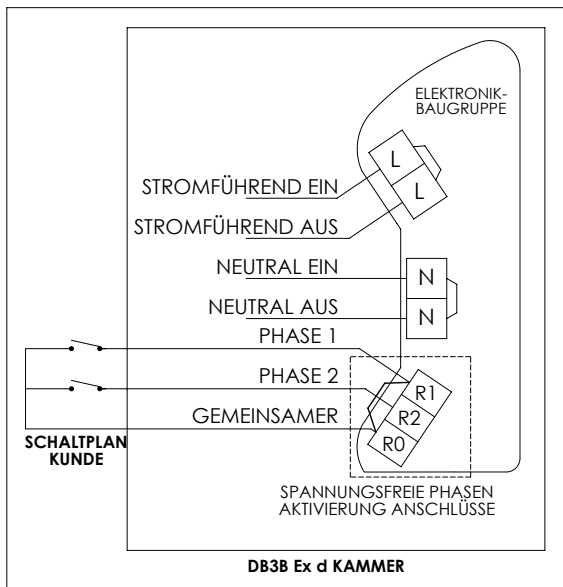 ELEKTRONIK-
BAUGRUPPE
L
STROMFÜHREND EIN
L
STROMFÜHREND AUS
NEUTRAL EIN
N
NEUTRAL AUS
N
PHASE 1
R1
PHASE 2
R2
GEMEINSAMER
R0
SCHALTPLAN
KUNDE
SPANNUNGSFREIE PHASEN
AKTIVIERUNG ANSCHLÜSSE
DB3B Ex d KAMMER